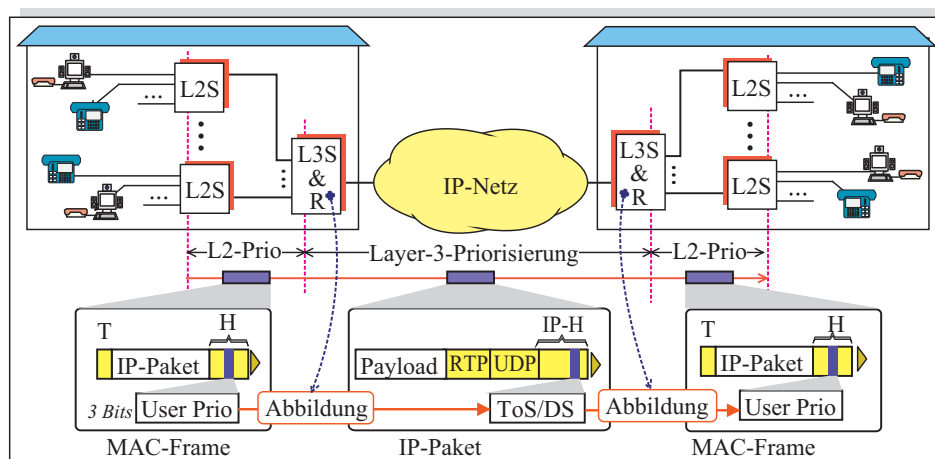 L2S
L2S
L3S
&
R
IP-Netz
L3S
&
R
L2S
L2S
L2-Prio
Layer-3-Priorisierung
L2-Prio
T
H
IP-Paket
3 Bits
User Prio
MAC-Frame
Abbildung
IP-H
Payload
RTP
UDP
ToS/DS
IP-Paket
Abbildung
T
H
IP-Paket
User Prio
MAC-Frame